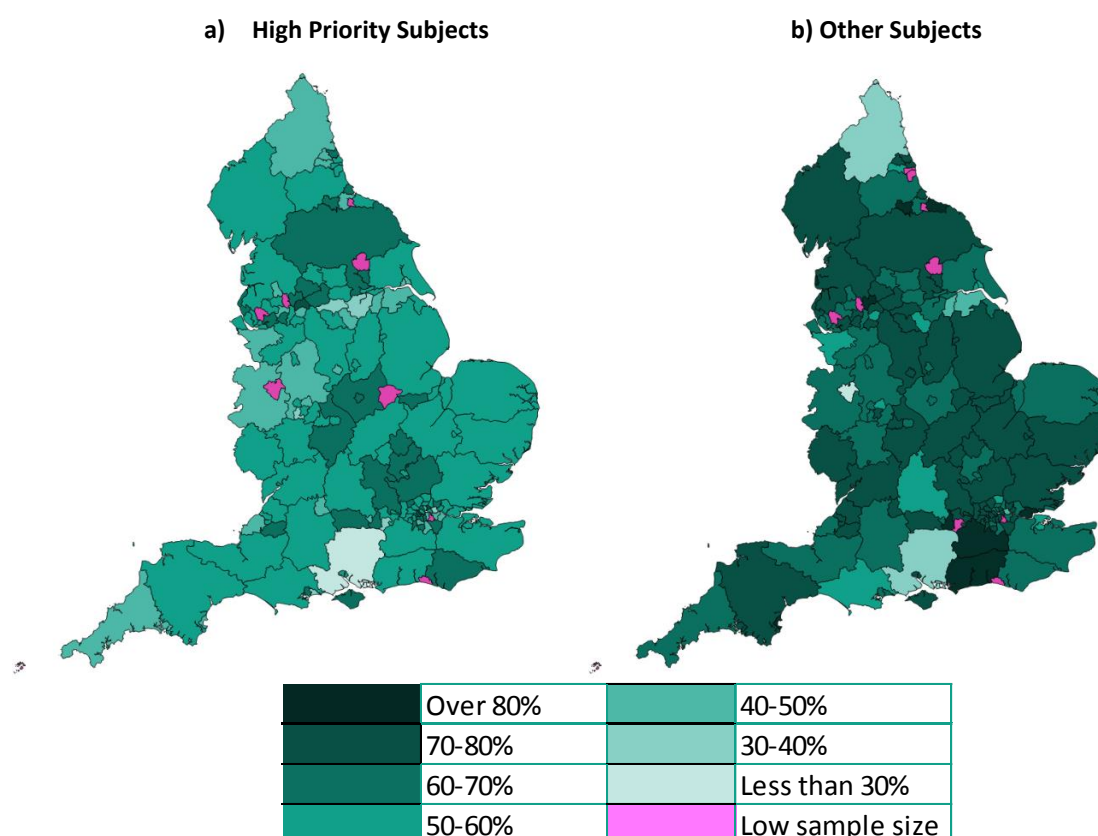 a) High Priority Subjects
b) Other Subjects
Over 80%
40-50%
70-80%
30-40%
60-70%
Less than 30%
50-60%
Low sample size